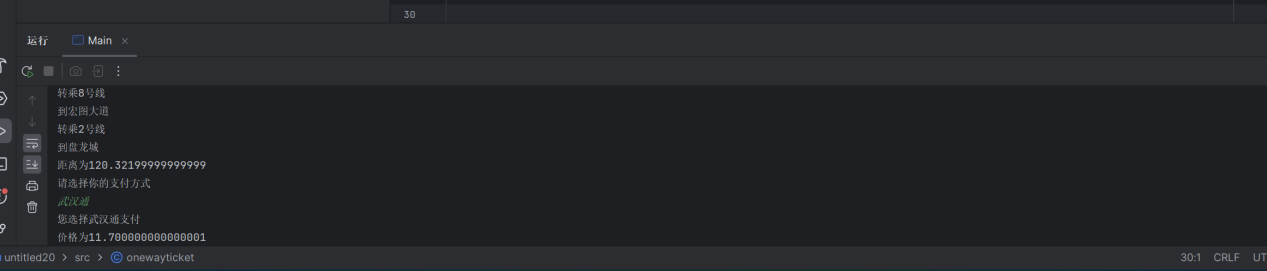 30
运行 Main ×
转乘8号线
到宏图大道
转乘2号线
到盘龙城
距离为120.32199999999999
请选择你的支付方式
武汉通
您选择武汉通支付
价格为11.700000000000001
untitled20 > src > onewayticket 30:1 CRLF UT